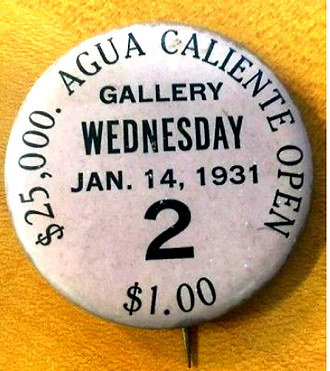 $25,000. AGUA CALIENTE OPEN
GALLERY
WEDNESDAY
JAN. 14, 1931
2
$1.00